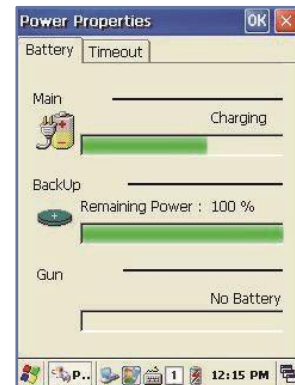 Power Properties OK
Battery Timeout
Main
Charging
BackUp
Remaining Power : 100 %
Gun
No Battery
P.. 1 12:15 PM